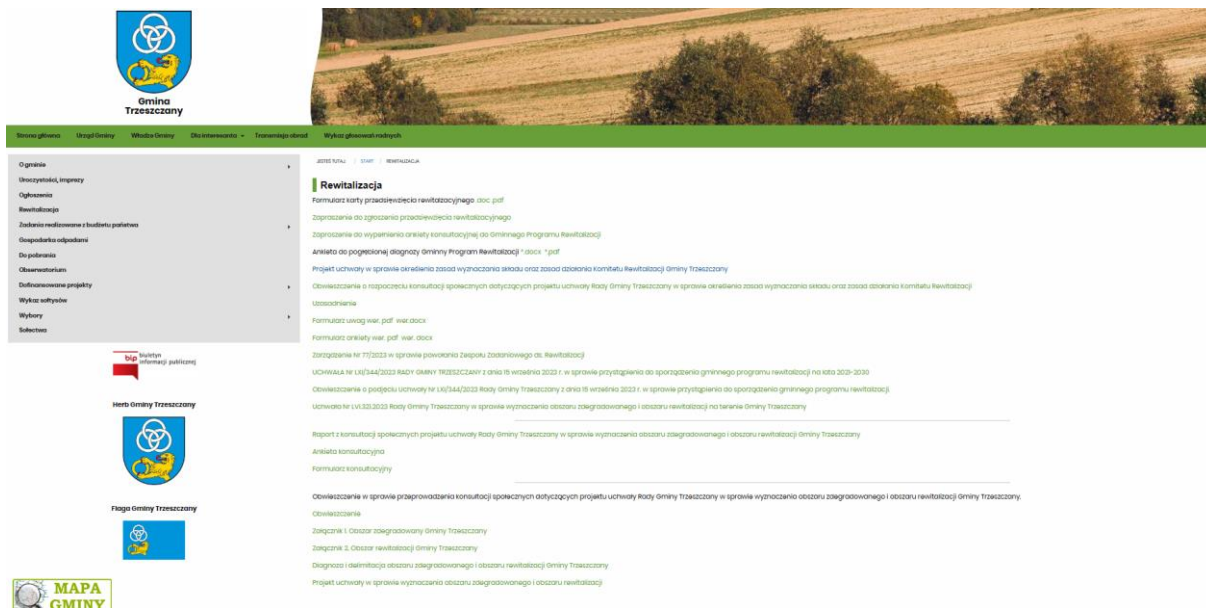 Gmina
Trzeszczany
Strona główna Urząd Gminy Władze Gminy Dla interesanta Transmisja obrad Wykaz głosowań radnych
O gminie
Uroczystości, imprezy
Ogłoszenia
Rewitalizacja
Zadania realizowane z budżetu państwa
Gospodarka odpadami
Do pobrania
Obserwatorium
Dofinansowane projekty
Wykaz sołtysów
Wybory
Sołectwa
bip biuletyn
informacji publicznej
Herb Gminy Trzeszczany
Flaga Gminy Trzeszczany
MAPA
GMINY
JESTEŚ TUTAJ: | START | REWITALIZACJA
Rewitalizacja
Formularz karty przedsięwzięcia rewitalizacyjnego .doc .pdf
Zaproszenie do zgłoszenia przedsięwzięcia rewitalizacyjnego
Zaproszenie do wypełnienia ankiety konsultacyjnej do Gminnego Programu Rewitalizacji
Ankieta do pogłębionej diagnozy Gminny Program Rewitalizacji *.docx *.pdf
Projekt uchwały w sprawie określenia zasad wyznaczania składu oraz zasad działania Komitetu Rewitalizacji Gminy Trzeszczany
Obwieszczenie o rozpoczęciu konsultacji społecznych dotyczących projektu uchwały Rady Gminy Trzeszczany w sprawie określenia zasad wyznaczania składu oraz zasad działania Komitetu Rewitalizacji
Uzasadnienie
Formularz uwag wer. pdf wer.docx
Formularz ankiety wer. pdf wer. docx
Zarządzenie Nr 77/2023 w sprawie powołania Zespołu Zadaniowego ds. Rewitalizacji
UCHWAŁA Nr LXI/344/2023 RADY GMINY TRZESZCZANY z dnia 15 września 2023 r. w sprawie przystąpienia do sporządzania gminnego programu rewitalizacji na lata 2021-2030
Obwieszczenie o podjęciu uchwały Nr LXI/344/2023 Rady Gminy Trzeszczany z dnia 15 września 2023 r. w sprawie przystąpienia do sporządzania gminnego programu rewitalizacji
Uchwała Nr LVI.321.2023 Rady Gminy Trzeszczany w sprawie wyznaczenia obszaru zdegradowanego i obszaru rewitalizacji na terenie Gminy Trzeszczany
Raport z konsultacji społecznych projektu uchwały Rady Gminy Trzeszczany w sprawie wyznaczenia obszaru zdegradowanego i obszaru rewitalizacji Gminy Trzeszczany
Ankieta konsultacyjna
Formularz konsultacyjny
Obwieszczenie w sprawie przeprowadzenia konsultacji społecznych dotyczących projektu uchwały Rady Gminy Trzeszczany w sprawie wyznaczenia obszaru zdegradowanego i obszaru rewitalizacji Gminy Trzeszczany.
Obwieszczenie
Załącznik 1. Obszar zdegradowany Gminy Trzeszczany
Załącznik 2. Obszar rewitalizacji Gminy Trzeszczany
Diagnoza i delimitacja obszaru zdegradowanego i obszaru rewitalizacji Gminy Trzeszczany
Projekt uchwały w sprawie wyznaczenia obszaru zdegradowanego i obszaru rewitalizacji